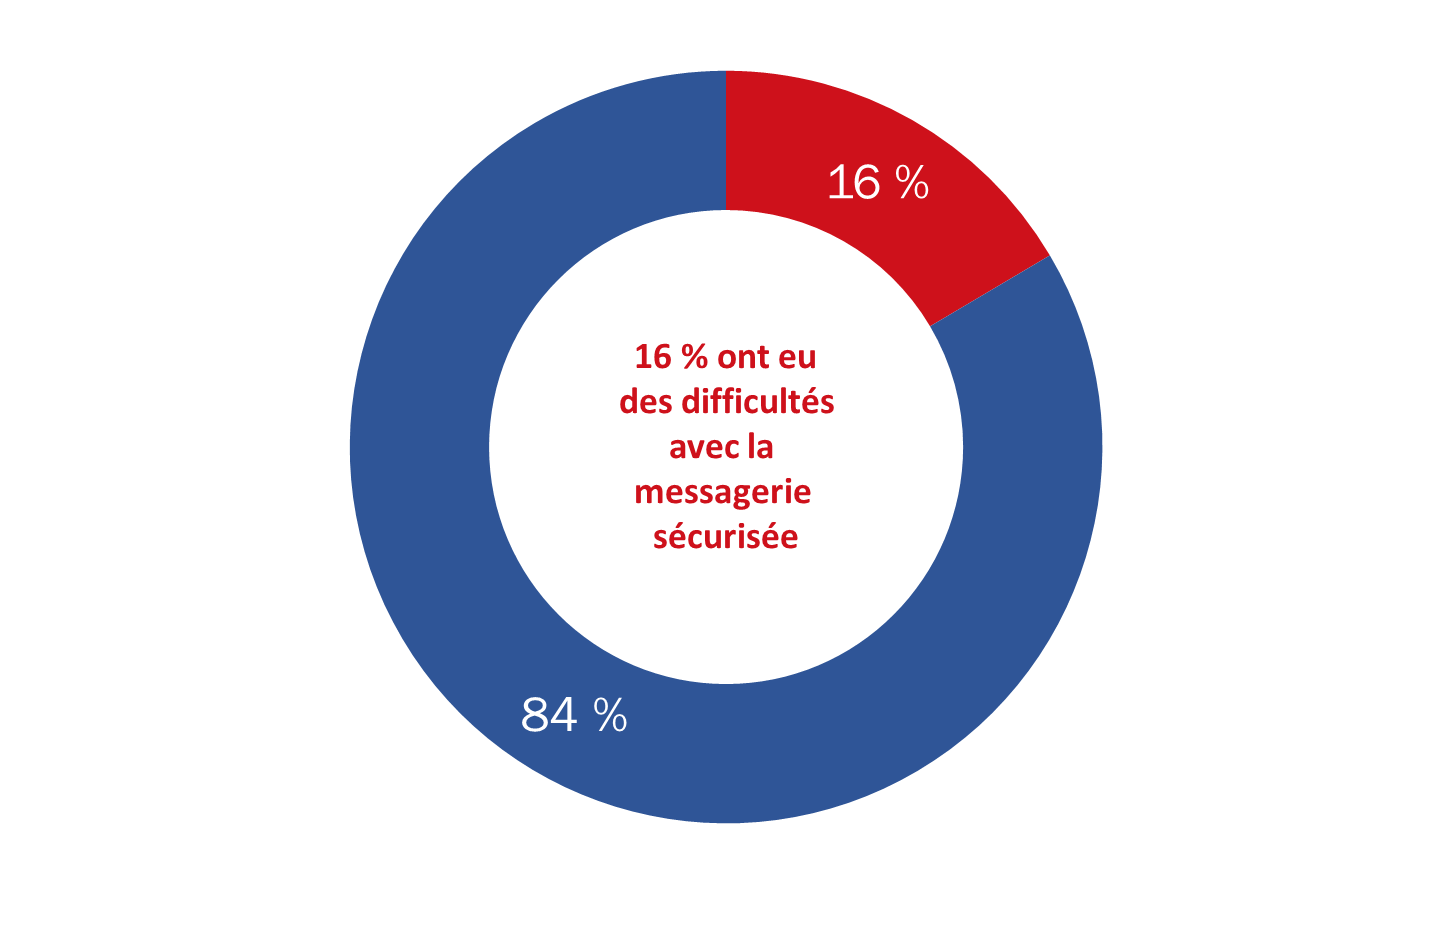 16 %
16 % ont eu
des difficultés
avec la
messagerie
sécurisée
84 %